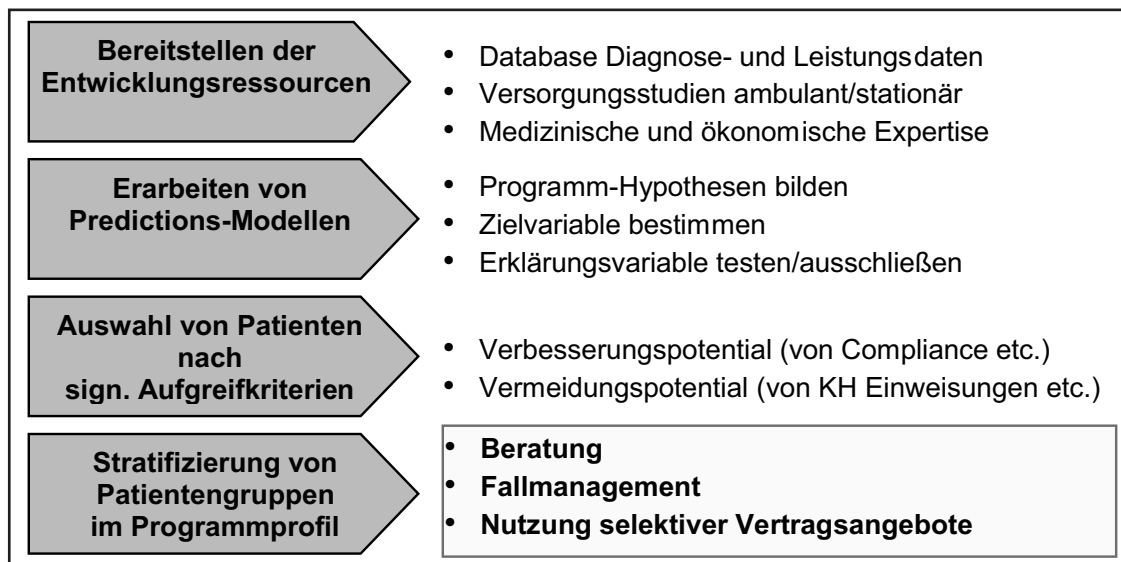 Bereitstellen der
Entwicklungsressourcen
• Database Diagnose- und Leistungsdaten
• Versorgungsstudien ambulant/stationär
• Medizinische und ökonomische Expertise
Erarbeiten von
Predictions-Modellen
• Programm-Hypothesen bilden
• Zielvariable bestimmen
• Erklärungsvariable testen/ausschließen
Auswahl von Patienten
nach
sign. Aufgreifkriterien
• Verbesserungspotential (von Compliance etc.)
• Vermeidungspotential (von KH Einweisungen etc.)
Stratifizierung von
Patientengruppen
im Programmprofil
• Beratung
• Fallmanagement
• Nutzung selektiver Vertragsangebote